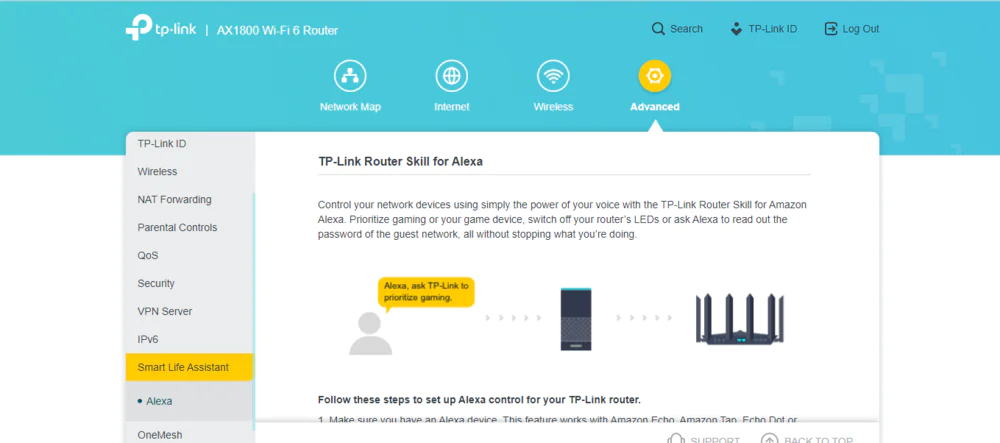 tp-link | AX1800 Wi-Fi 6 Router
Search
TP-Link ID
Log Out
Network Map
Internet
Wireless
Advanced
TP-Link ID
Wireless
NAT Forwarding
Parental Controls
QoS
Security
VPN Server
IPv6
Smart Life Assistant
Alexa
OneMesh
TP-Link Router Skill for Alexa
Control your network devices using simply the power of your voice with the TP-Link Router Skill for Amazon
Alexa. Prioritize gaming or your game device, switch off your router's LEDs or ask Alexa to read out the
password of the guest network, all without stopping what you're doing.
Alexa, ask TP-Link to
prioritize gaming.
Follow these steps to set up Alexa control for your TP-Link router.
1. Make sure you have an Alexa device. This feature works with Amazon Echo, Amazon Tap, Echo Dot or
SUPPORT
BACK TO TOP